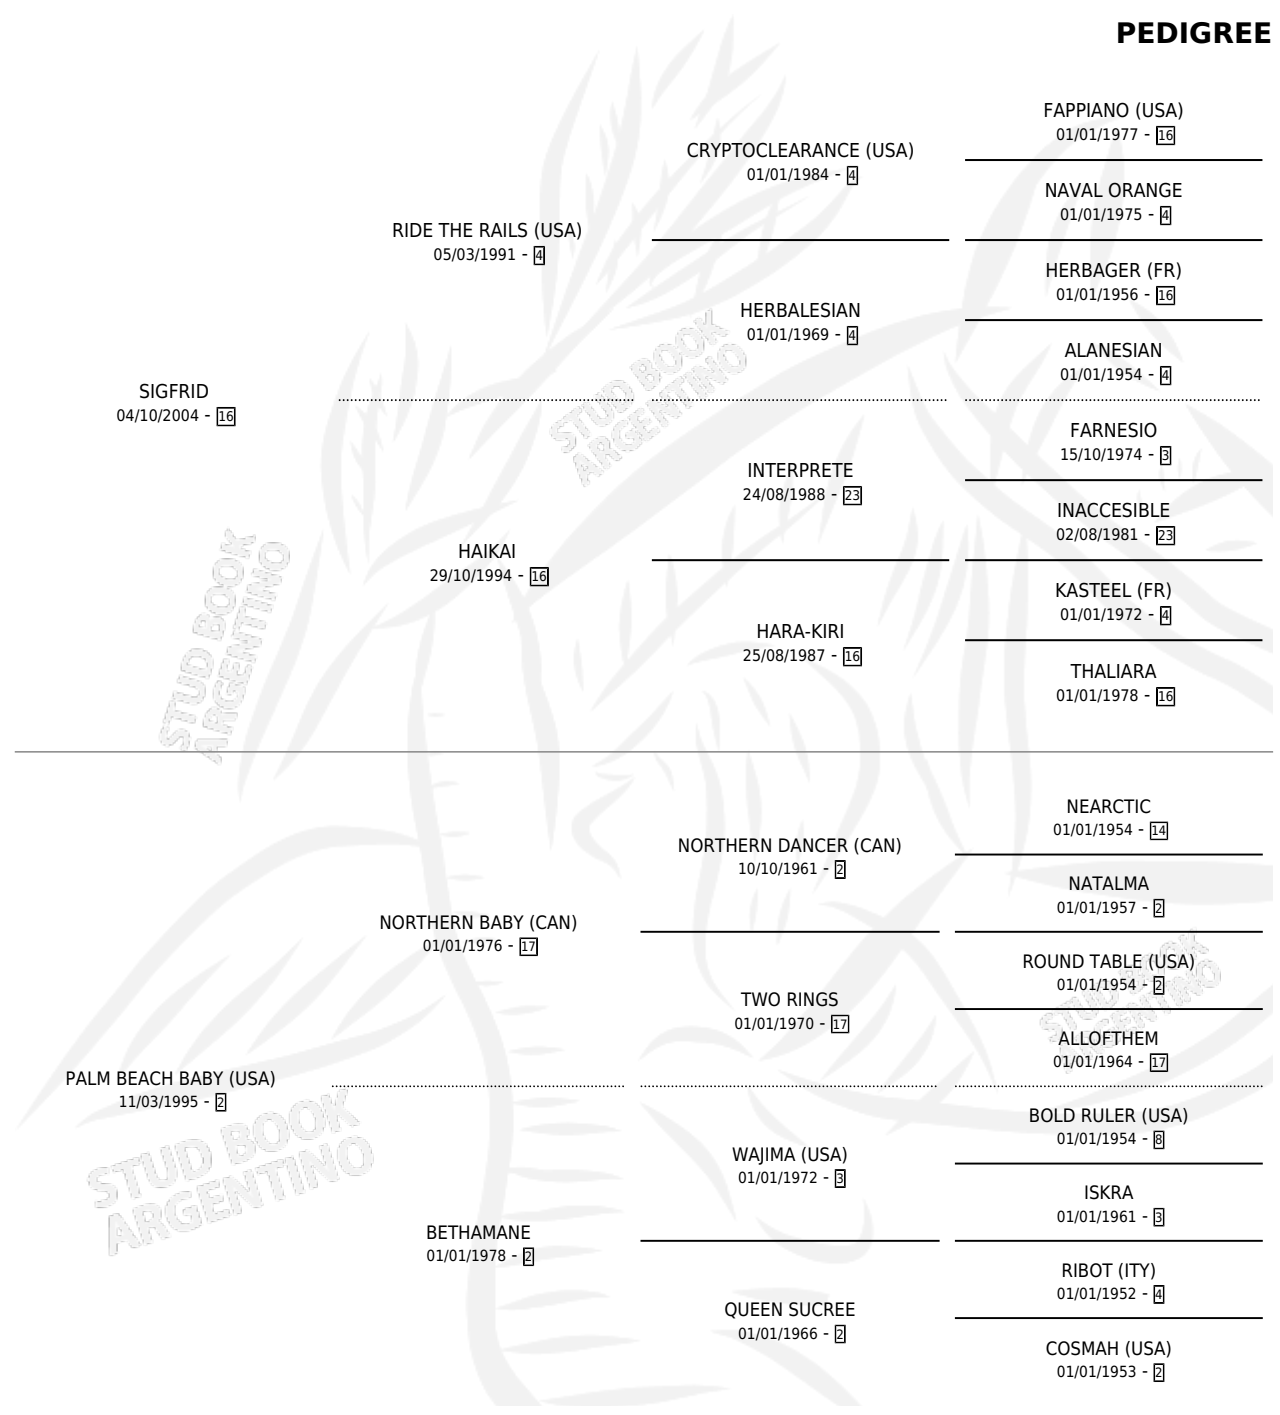 PEDIGREE
FAPPIANO (USA)
01/01/1977 - 16
CRYPTOCLEARANCE (USA)
01/01/1984 - 4
NAVAL ORANGE
01/01/1975 - 4
RIDE THE RAILS (USA)
05/03/1991 - 4
HERBAGER (FR)
01/01/1956 - 16
HERBALESIAN
01/01/1969 - 4
ALANESIAN
01/01/1954 - 4
SIGFRID
04/10/2004 - 16
FARNESIO
15/10/1974 - 3
INTERPRETE
24/08/1988 - 23
INACCESIBLE
02/08/1981 - 23
HAIKAI
29/10/1994 - 16
KASTEEL (FR)
01/01/1972 - 4
HARA-KIRI
25/08/1987 - 16
THALIARA
01/01/1978 - 16
NEARCTIC
01/01/1954 - 14
NORTHERN DANCER (CAN)
10/10/1961 - 2
NATALMA
01/01/1957 - 2
NORTHERN BABY (CAN)
01/01/1976 - 17
ROUND TABLE (USA)
01/01/1954 - 2
TWO RINGS
01/01/1970 - 17
ALLOFTHEM
01/01/1964 - 17
PALM BEACH BABY (USA)
11/03/1995 - 2
BOLD RULER (USA)
01/01/1954 - 8
WAJIMA (USA)
01/01/1972 - 3
ISKRA
01/01/1961 - 3
BETHAMANE
01/01/1978 - 2
RIBOT (ITY)
01/01/1952 - 4
QUEEN SUCREE
01/01/1966 - 2
COSMAH (USA)
01/01/1953 - 2
STUD BOOK
ARGENTINO
STUD BOOK
ARGENTINO
STUD BOOK
ARGENTINO
STUD BOOK
ARGENTINO